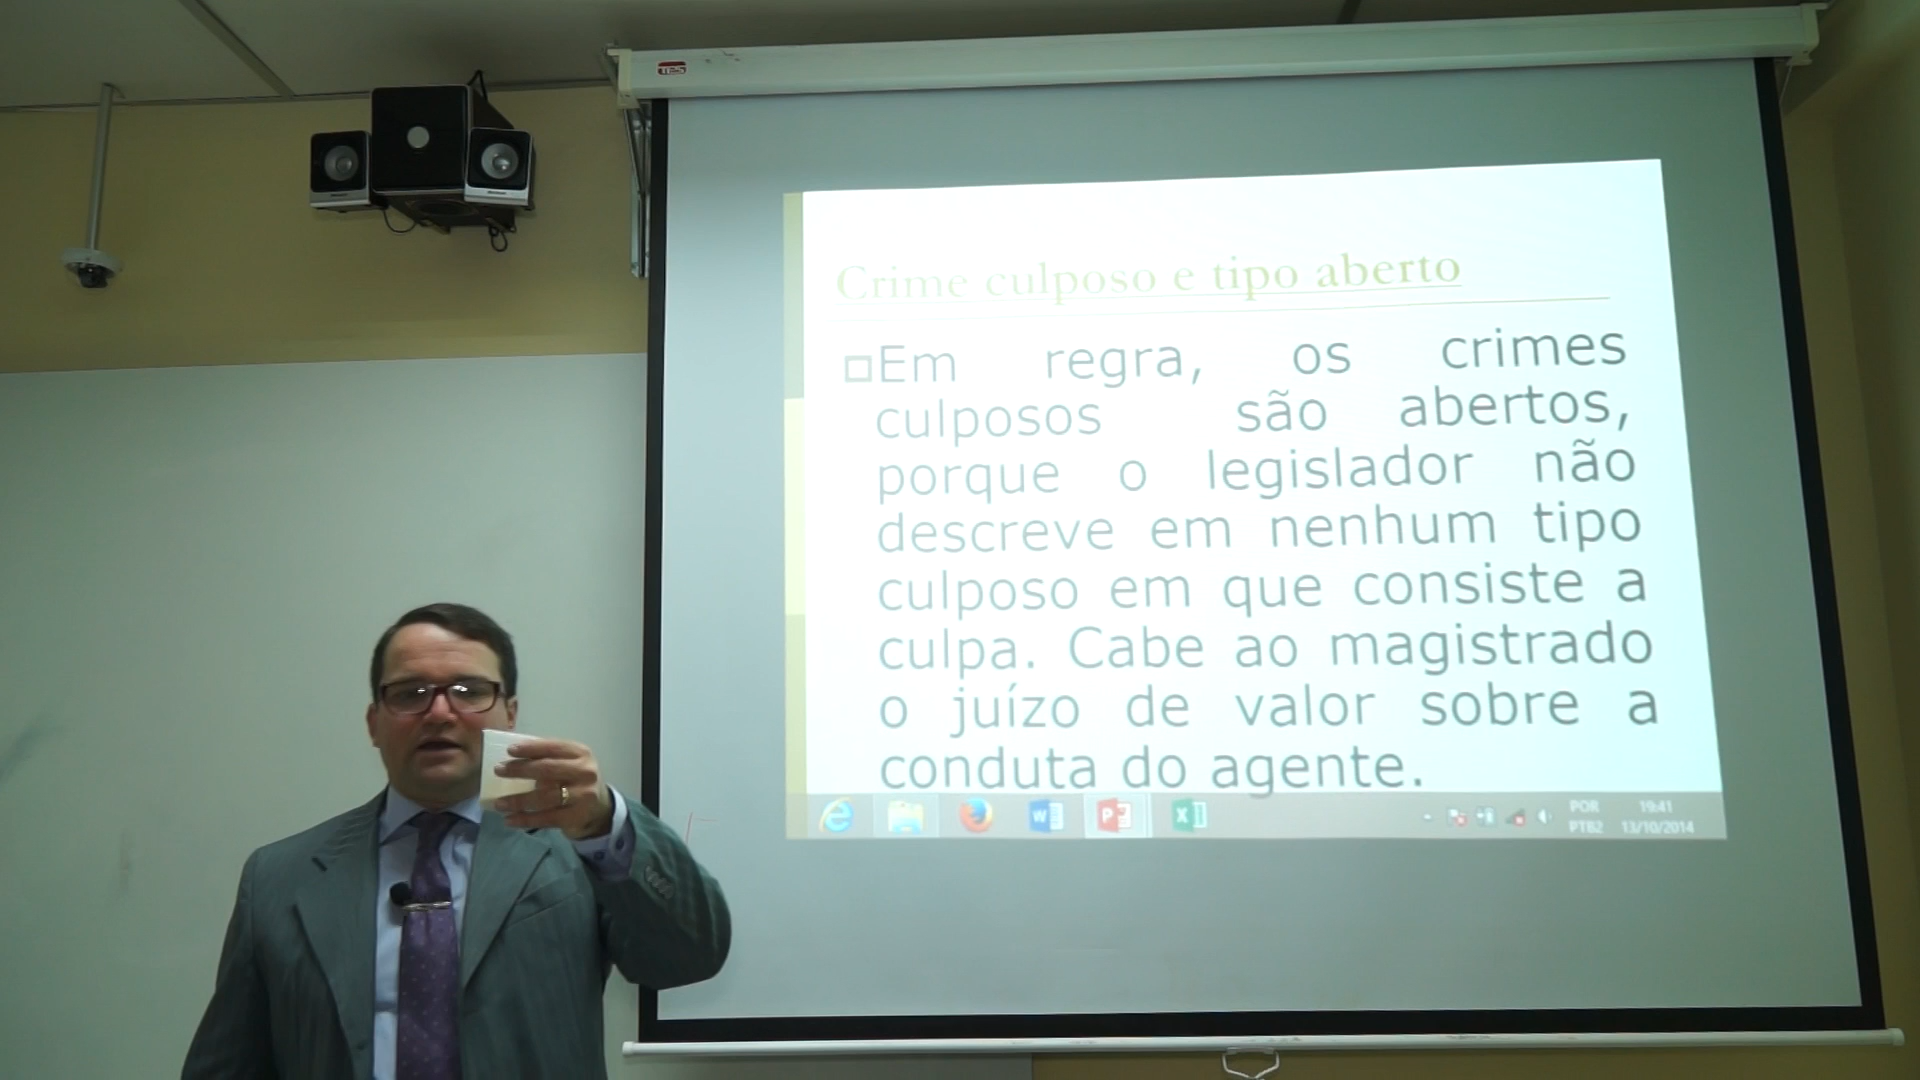 TES
Crime culposo e tipo aberto
Em regra, os crimes
culposos são abertos,
porque o legislador não
descreve em nenhum tipo
culposo em que consiste a
culpa. Cabe ao magistrado
o juízo de valor sobre a
conduta do agente.
POR 19:41
PTB2 13/10/2014